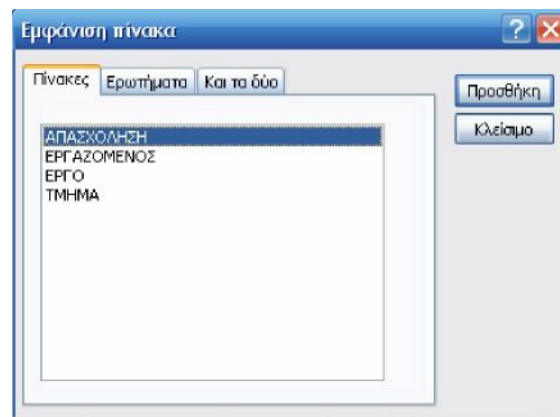 Εμφάνιση πίνακα
Πίνακες Ερωτήματα Και τα δύο
Προσθήκη
Κλείσιμο
ΑΠΑΣΧΟΛΗΣΗ
ΕΡΓΑΖΟΜΕΝΟΣ
ΕΡΓΟ
ΤΜΗΜΑ